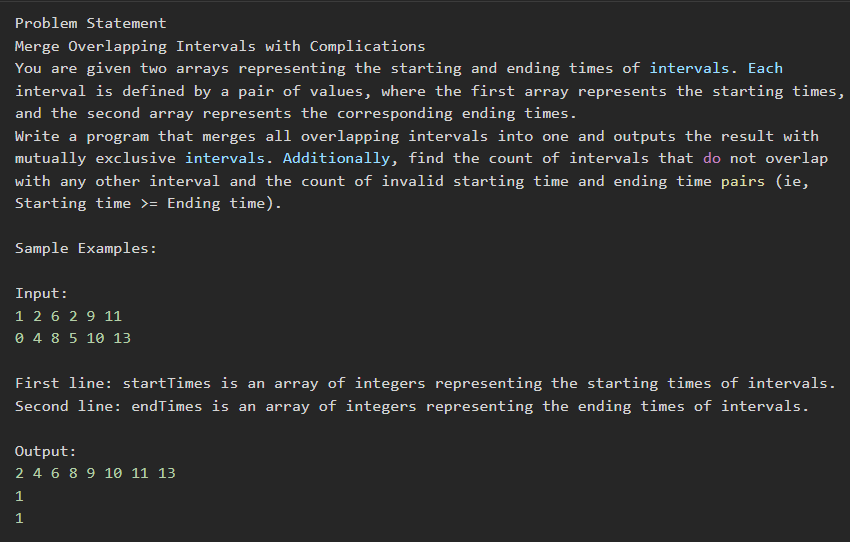 Problem Statement
Merge Overlapping Intervals with Complications
You are given two arrays representing the starting and ending times of intervals. Each
interval is defined by a pair of values, where the first array represents the starting times,
and the second array represents the corresponding ending times.
Write a program that merges all overlapping intervals into one and outputs the result with
mutually exclusive intervals. Additionally, find the count of intervals that do not overlap
with any other interval and the count of invalid starting time and ending time pairs (ie,
Starting time >= Ending time).
Sample Examples:
Input:
1 2 6 2 9 11
0 4 8 5 10 13
First line: startTimes is an array of integers representing the starting times of intervals.
Second line: endTimes is an array of integers representing the ending times of intervals.
Output:
2 4 6 8 9 10 11 13
1
1